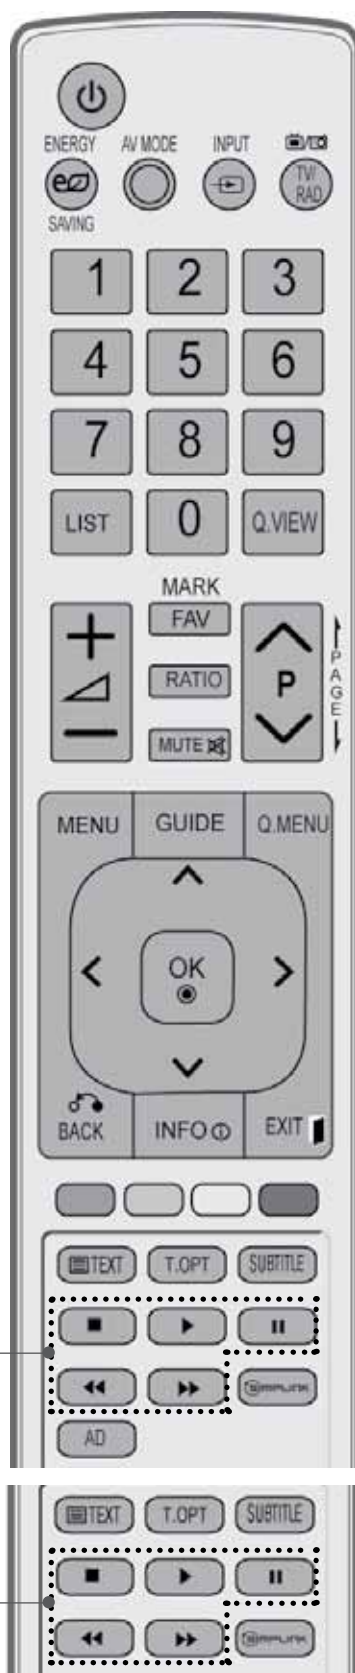 ENERGY AV MODE INPUT
TV/
RAD
SAVING
1 2 3
4 5 6
7 8 9
LIST 0 Q.VIEW
MARK
FAV
RATIO P PAGE
MUTE
MENU GUIDE Q.MENU
OK
BACK INFO EXIT
TEXT T.OPT SUBTITLE
SIMPLINK
AD
TEXT T.OPT SUBTITLE
SIMPLINK